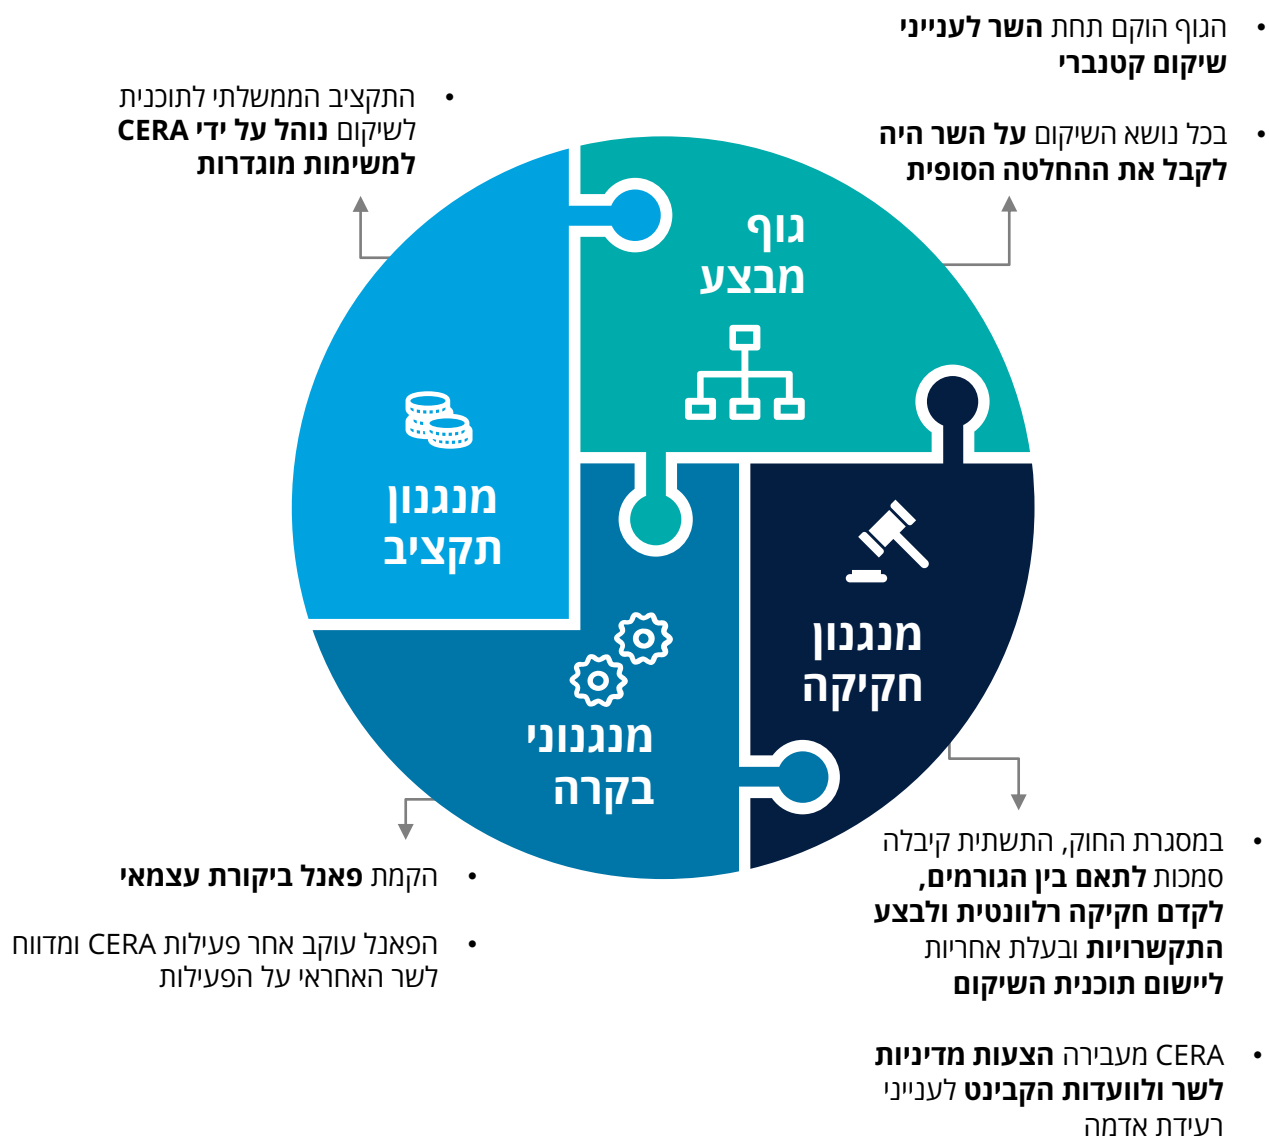 • הגוף הוקם תחת השר לענייני
שיקום קטנברי
• בכל נושא השיקום על השר היה
לקבל את ההחלטה הסופית
• התקציב הממשלתי לתוכנית
לשיקום נוהל על ידי CERA
למשימות מוגדרות
גוף
מבצע
מנגנון
תקציב
מנגנון
חקיקה
מנגנוני
בקרה
• במסגרת החוק, התשתית קיבלה
סמכות לתאם בין הגורמים,
לקדם חקיקה רלוונטית ולבצע
התקשרויות ובעלת אחריות
ליישום תוכנית השיקום
• CERA מעבירה הצעות מדיניות
לשר ולוועדות הקבינט לענייני
רעידת אדמה
• הקמת פאנל ביקורת עצמאי
• הפאנל עוקב אחר פעילות CERA ומדווח
לשר האחראי על הפעילות